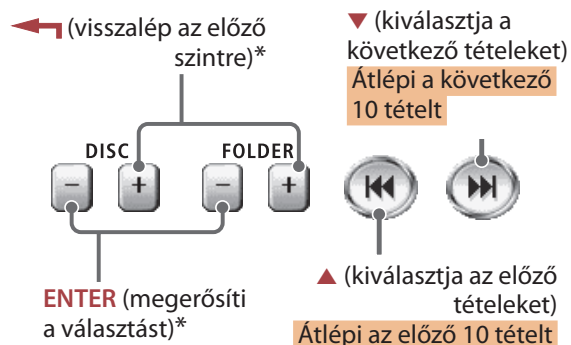 (visszalép az előző
szintre)*
▼ (kiválasztja a
következő tételeket)
Átlépi a következő
10 tételt
DISC
FOLDER
− + − +
ENTER (megerősíti
a választást)*
▲ (kiválasztja az előző
tételeket)
Átlépi az előző 10 tételt